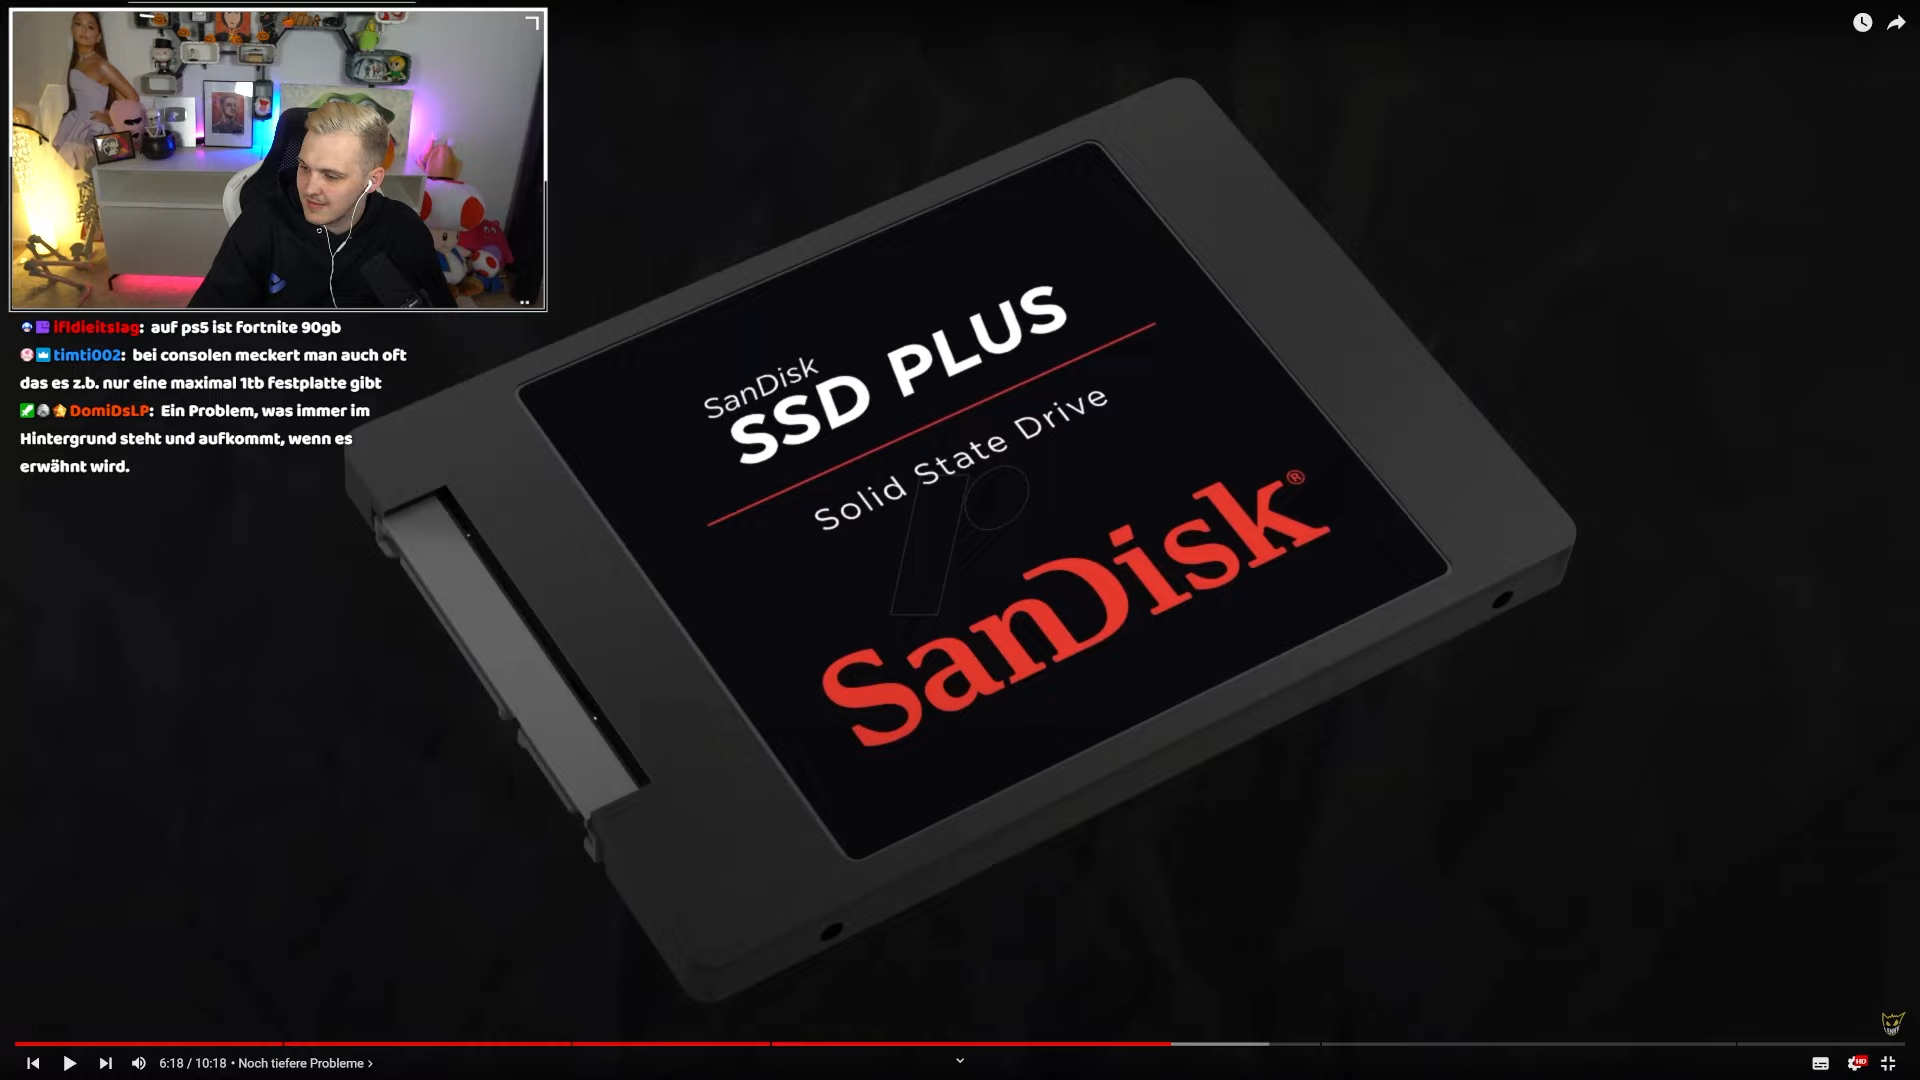 ifldieitslag: auf ps5 ist fortnite 90gb
timti002: bei consolen meckert man auch oft
das es z.b. nur eine maximal 1tb festplatte gibt
DomiDsLP: Ein Problem, was immer im
Hintergrund steht und aufkommt, wenn es
erwähnt wird.
SanDisk
SSD PLUS
Solid State Drive
SanDisk®
6:18 / 10:18 • Noch tiefere Probleme ›
HD